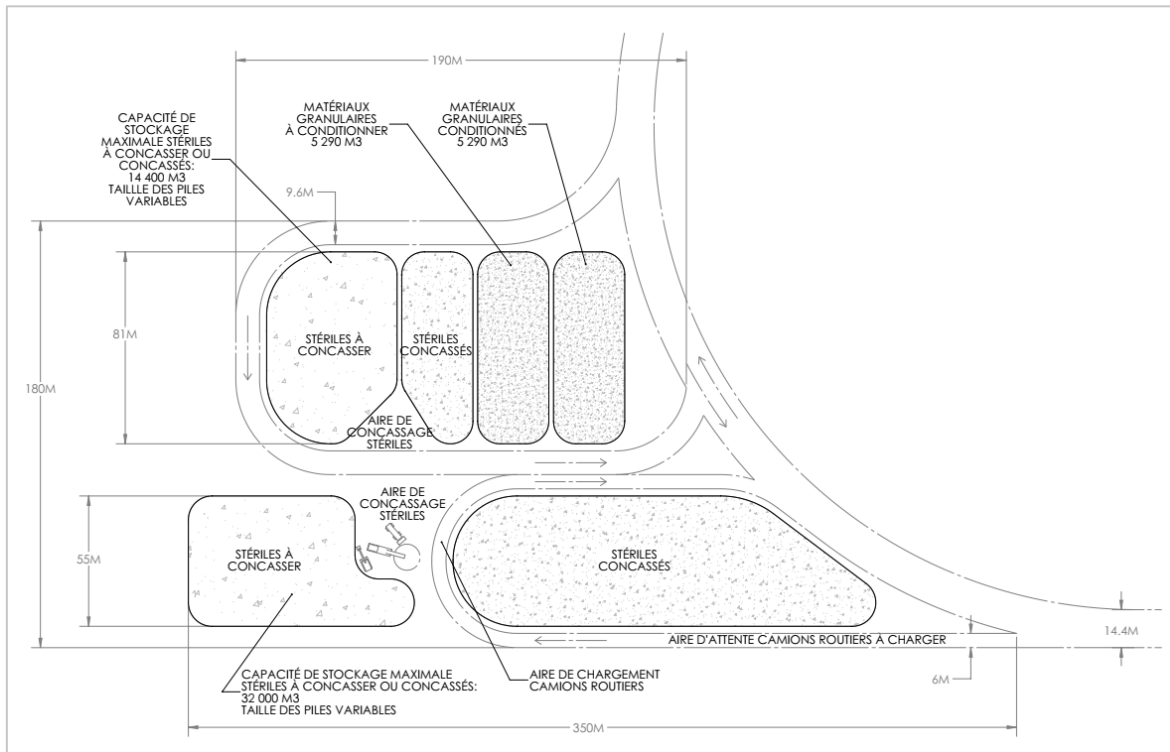 190M
CAPACITÉ DE
STOCKAGE
MAXIMALE STÉRILES
À CONCASSER OU
CONCASSÉS:
14 400 M3
TAILLLE DES PILES
VARIABLES
MATÉRIAUX
GRANULAIRES
À CONDITIONNER
5 290 M3
MATÉRIAUX
GRANULAIRES
CONDITIONNÉS
5 290 M3
9.6M
81M
180M
STÉRILES À
CONCASSER
STÉRILES
CONCASSÉS
AIRE DE
CONÇASSAGE
STÉRILES
AIRE DE
CONÇASSAGE
STÉRILES
55M
STÉRILES À
CONCASSER
STÉRILES
CONCASSÉS
AIRE D'ATTENTE CAMIONS ROUTIERS À CHARGER
14.4M
6M
CAPACITÉ DE STOCKAGE MAXIMALE
STÉRILES À CONCASSER OU CONCASSÉS:
32 000 M3
TAILLE DES PILES VARIABLES
AIRE DE CHARGEMENT
CAMIONS ROUTIERS
350M